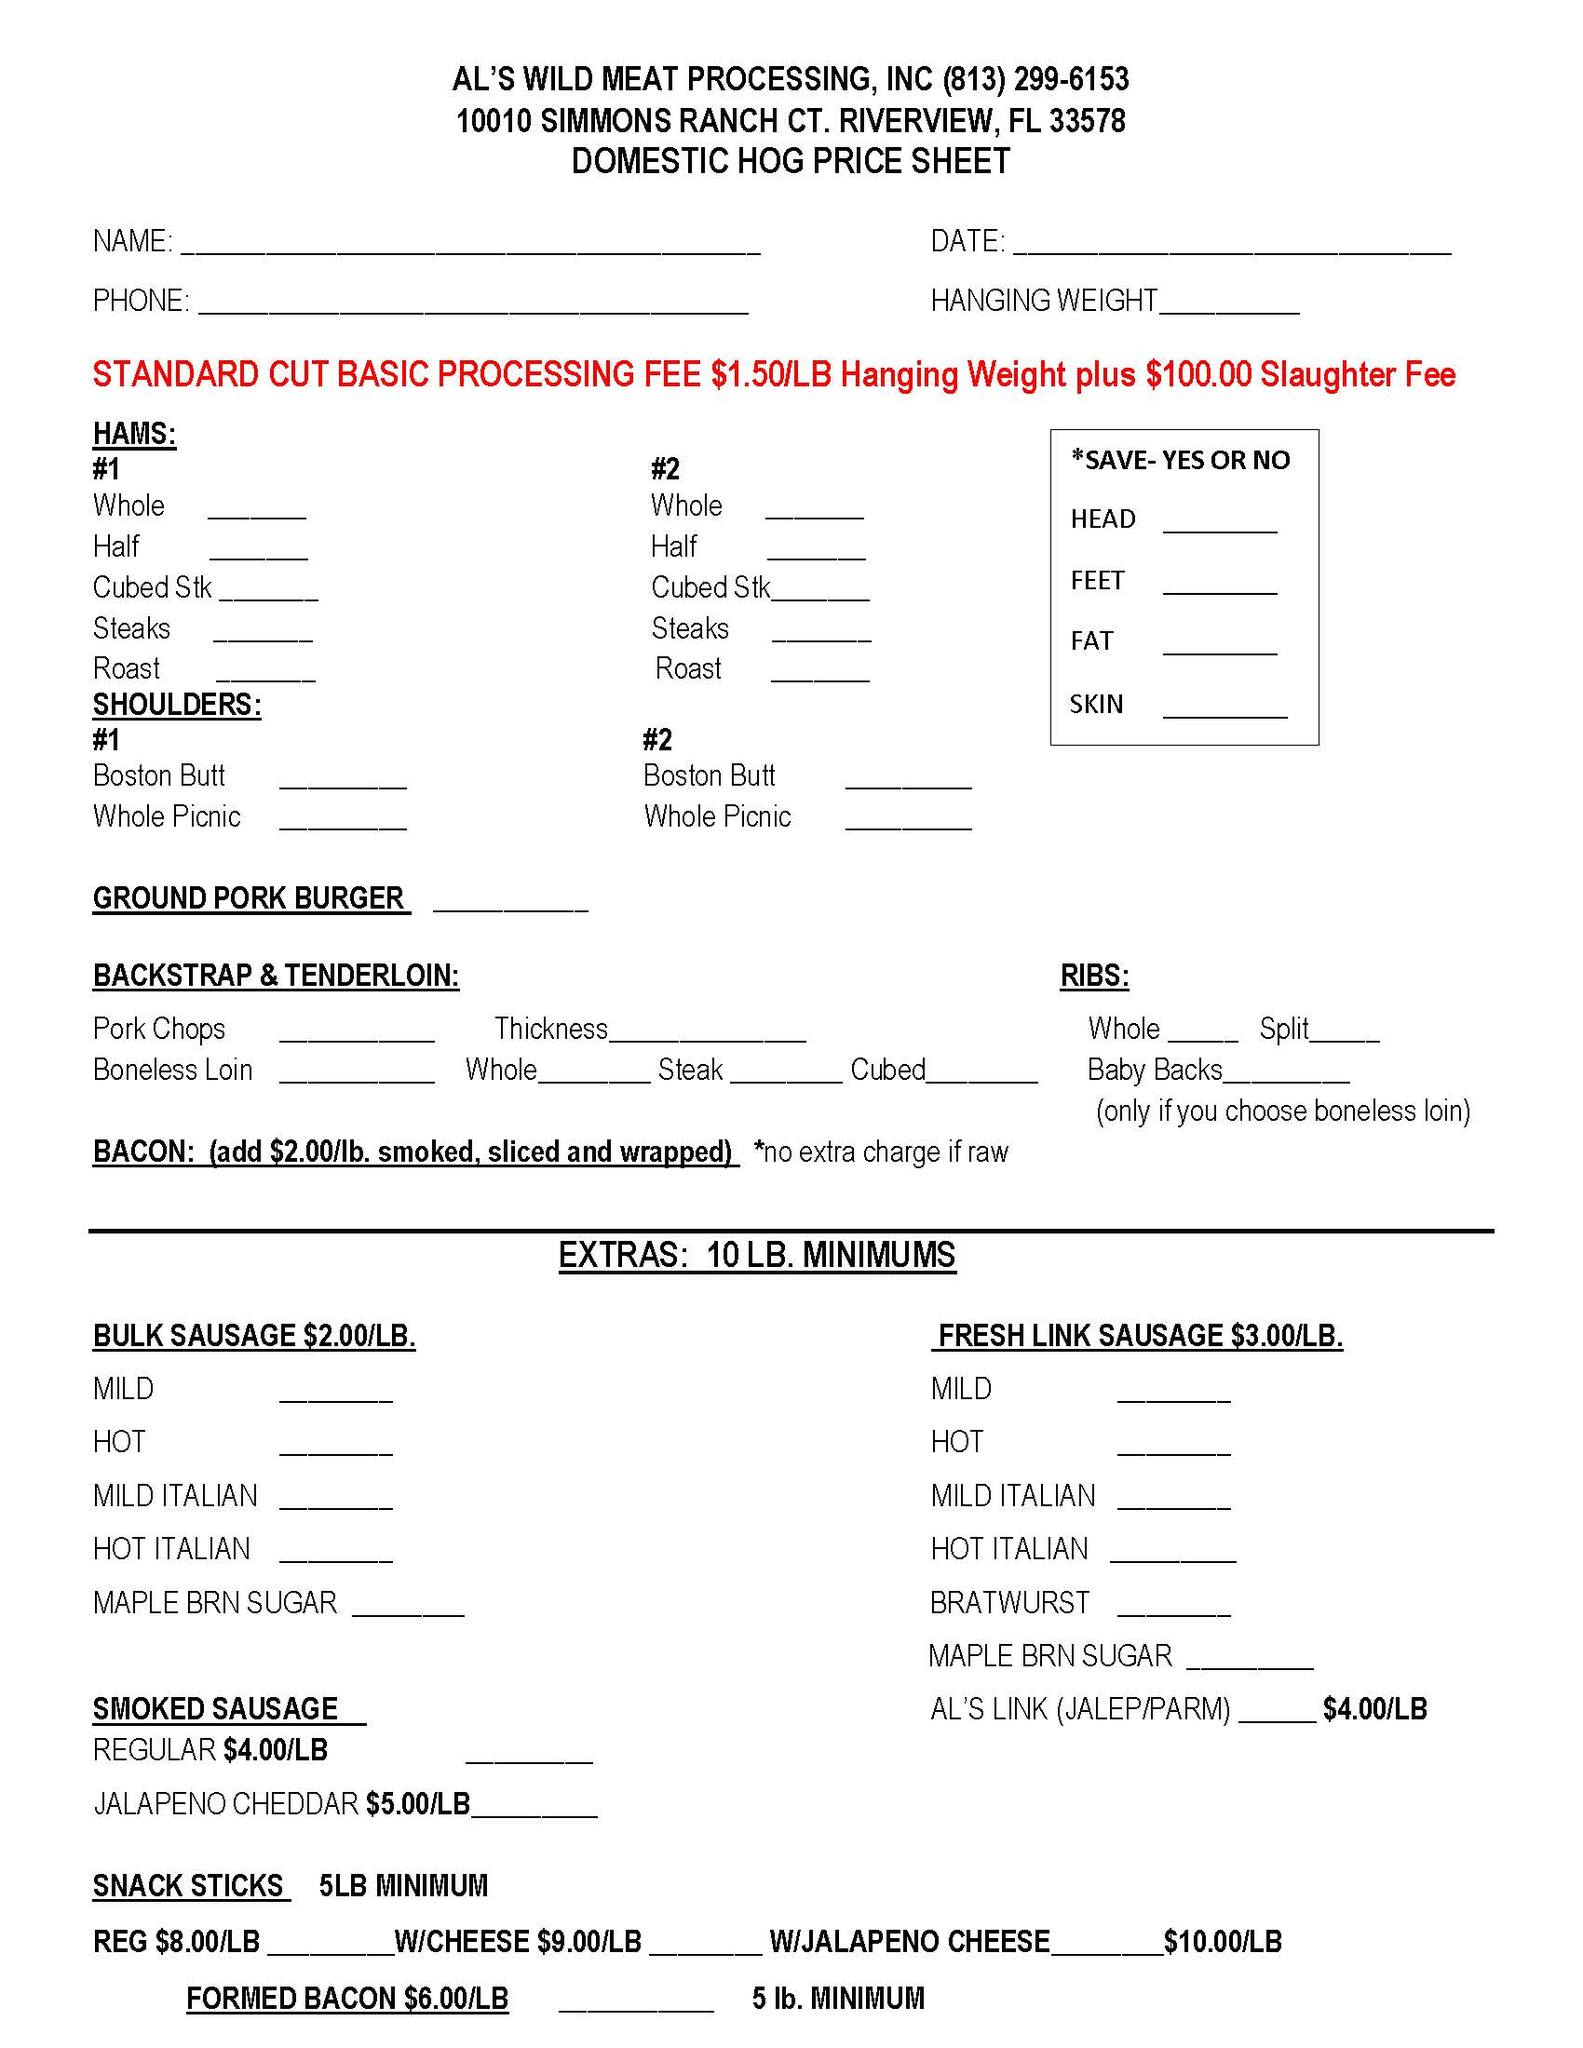 AL'S WILD MEAT PROCESSING, INC (813) 299-6153
10010 SIMMONS RANCH CT. RIVERVIEW, FL 33578
DOMESTIC HOG PRICE SHEET
NAME: ____________________ DATE: ____________________
PHONE: ____________________ HANGING WEIGHT__________
STANDARD CUT BASIC PROCESSING FEE $1.50/LB Hanging Weight plus $100.00 Slaughter Fee
HAMS:
#1 #2
Whole _______ Whole _______
Half _______ Half _______
Cubed Stk _______ Cubed Stk_______
Steaks _______ Steaks _______
Roast _______ Roast _______
*SAVE- YES OR NO
HEAD ________
FEET ________
FAT ________
SKIN ________
SHOULDERS:
#1 #2
Boston Butt _________ Boston Butt _________
Whole Picnic _________ Whole Picnic _________
GROUND PORK BURGER ___________
BACKSTRAP & TENDERLOIN: RIBS:
Pork Chops ___________ Thickness______________ Whole _____ Split_____
Boneless Loin ___________ Whole________ Steak ________ Cubed________ Baby Backs_________
(only if you choose boneless loin)
BACON: (add $2.00/lb. smoked, sliced and wrapped) *no extra charge if raw
EXTRAS: 10 LB. MINIMUMS
BULK SAUSAGE $2.00/LB. FRESH LINK SAUSAGE $3.00/LB.
MILD ________ MILD ________
HOT ________ HOT ________
MILD ITALIAN ________ MILD ITALIAN ________
HOT ITALIAN ________ HOT ITALIAN _________
MAPLE BRN SUGAR ________ BRATWURST ________
MAPLE BRN SUGAR _________
SMOKED SAUSAGE AL'S LINK (JALEP/PARM) ______ $4.00/LB
REGULAR $4.00/LB _________
JALAPENO CHEDDAR $5.00/LB_________
SNACK STICKS 5LB MINIMUM
REG $8.00/LB _________W/CHEESE $9.00/LB ________ W/JALAPENO CHEESE________$10.00/LB
FORMED BACON $6.00/LB ___________ 5 lb. MINIMUM